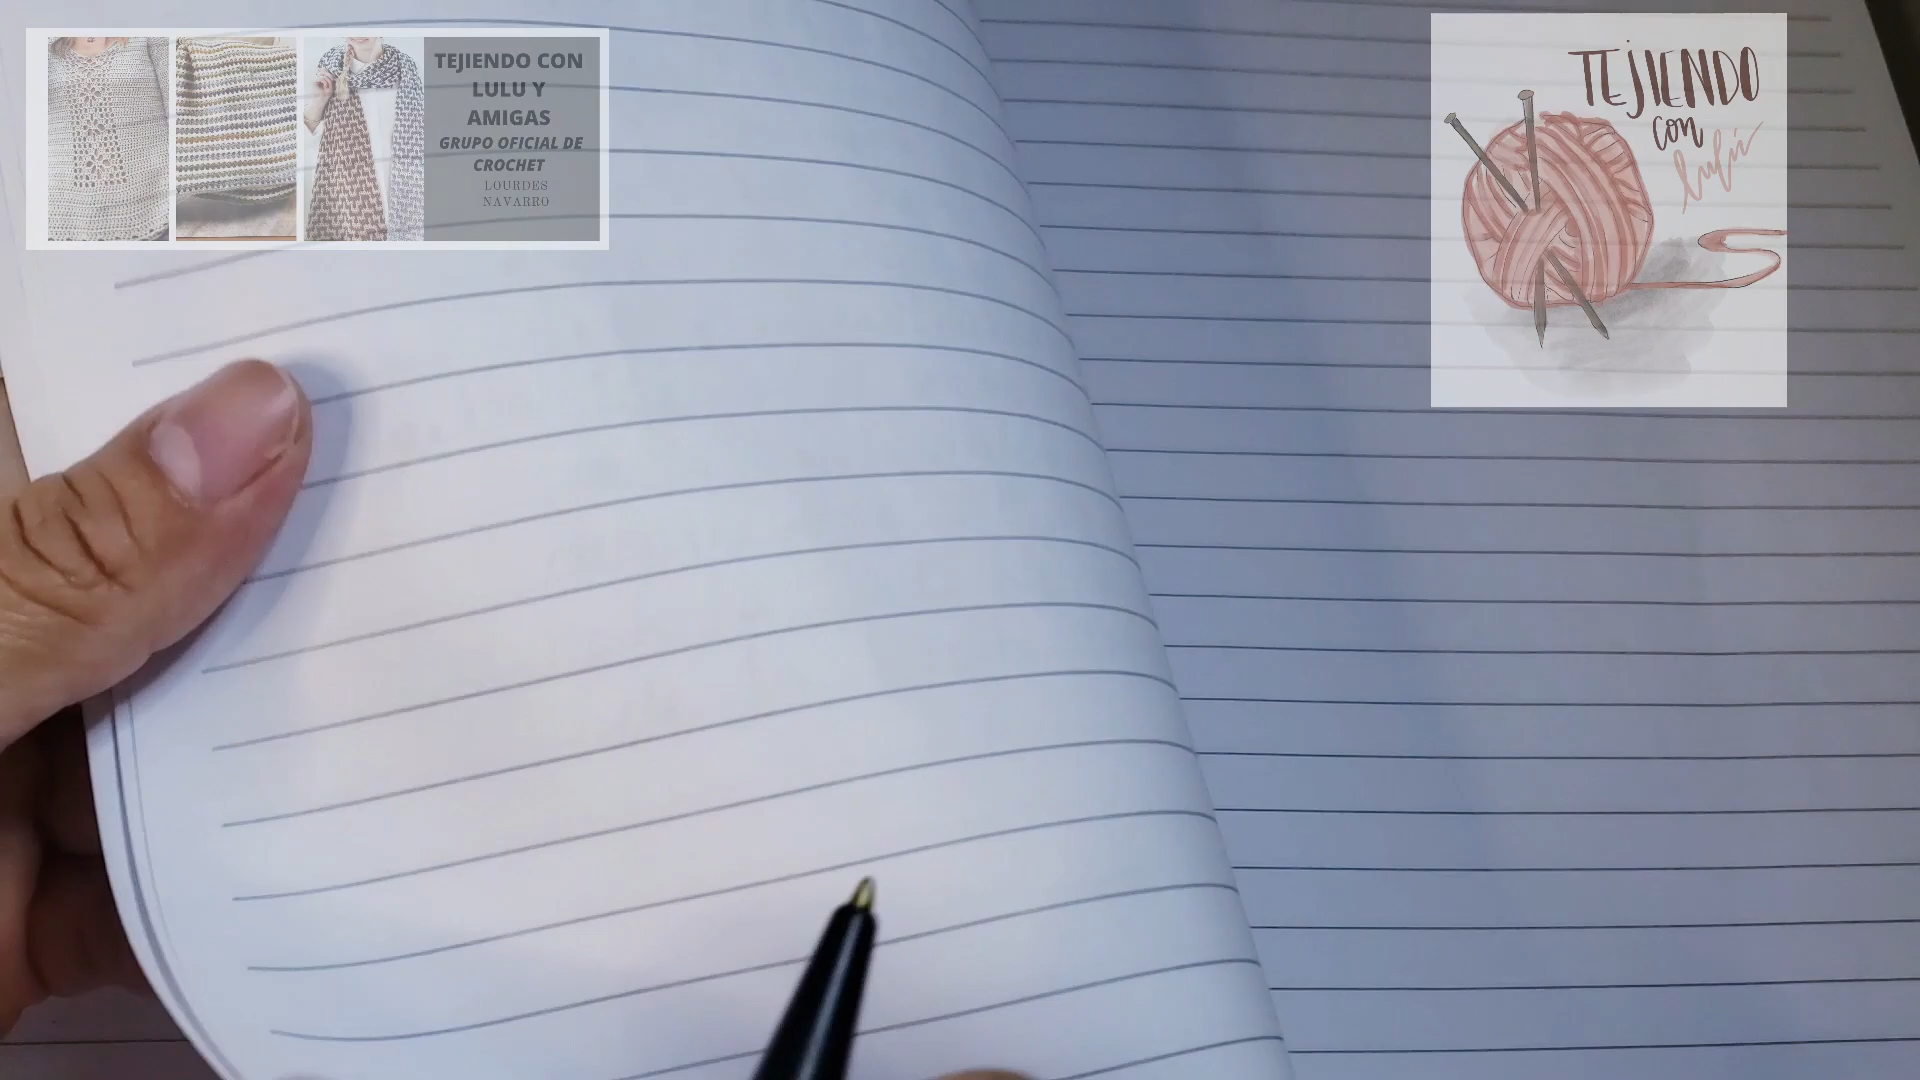 TEJIENDO CON
LULU Y
AMIGAS
GRUPO OFICIAL DE
CROCHET
LOURDES
NAVARRO
TEJIENDO
con
lulú